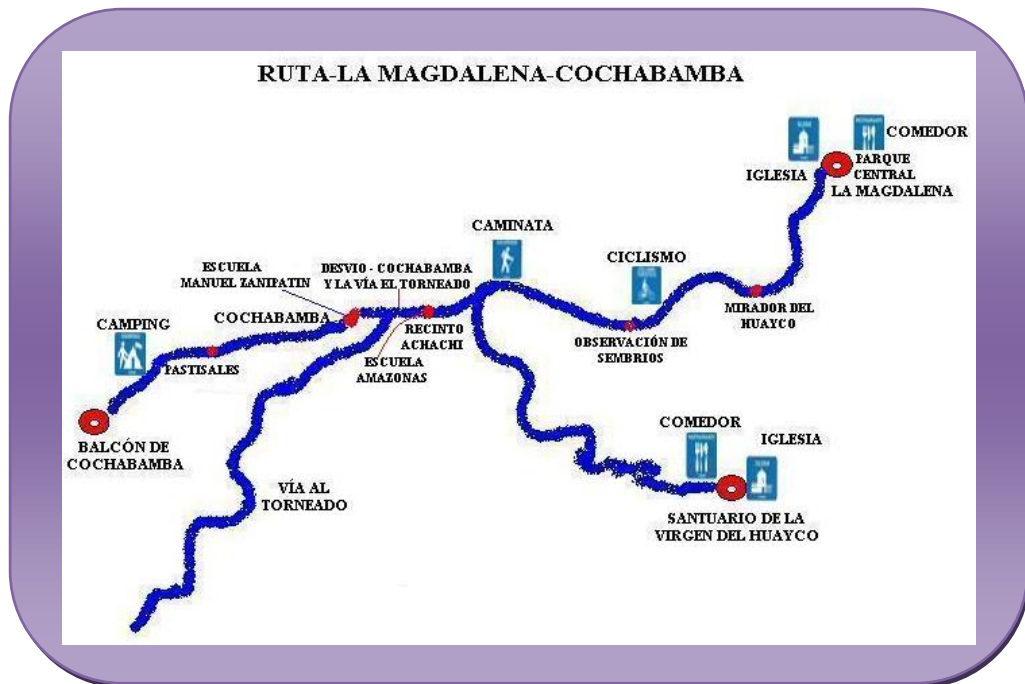 RUTA-LA MAGDALENA-COCHABAMBA
COMEDOR
IGLESIA
PARQUE
CENTRAL
LA MAGDALENA
CAMINATA
CICLISMO
ESCUELA
MANUEL ZANIPATIN
DESVIO - COCHABAMBA
Y LA VÍA EL TORNEADO
MIRADOR DEL
HUAYCO
COCHABAMBA
CAMPING
RECINTO
ACHACHI
OBSERVACIÓN DE
SEMBRIOS
PASTISALES
ESCUELA
AMAZONAS
BALCÓN DE
COCHABAMBA
COMEDOR
IGLESIA
VÍA AL
TORNEADO
SANTUARIO DE LA
VIRGEN DEL HUAYCO